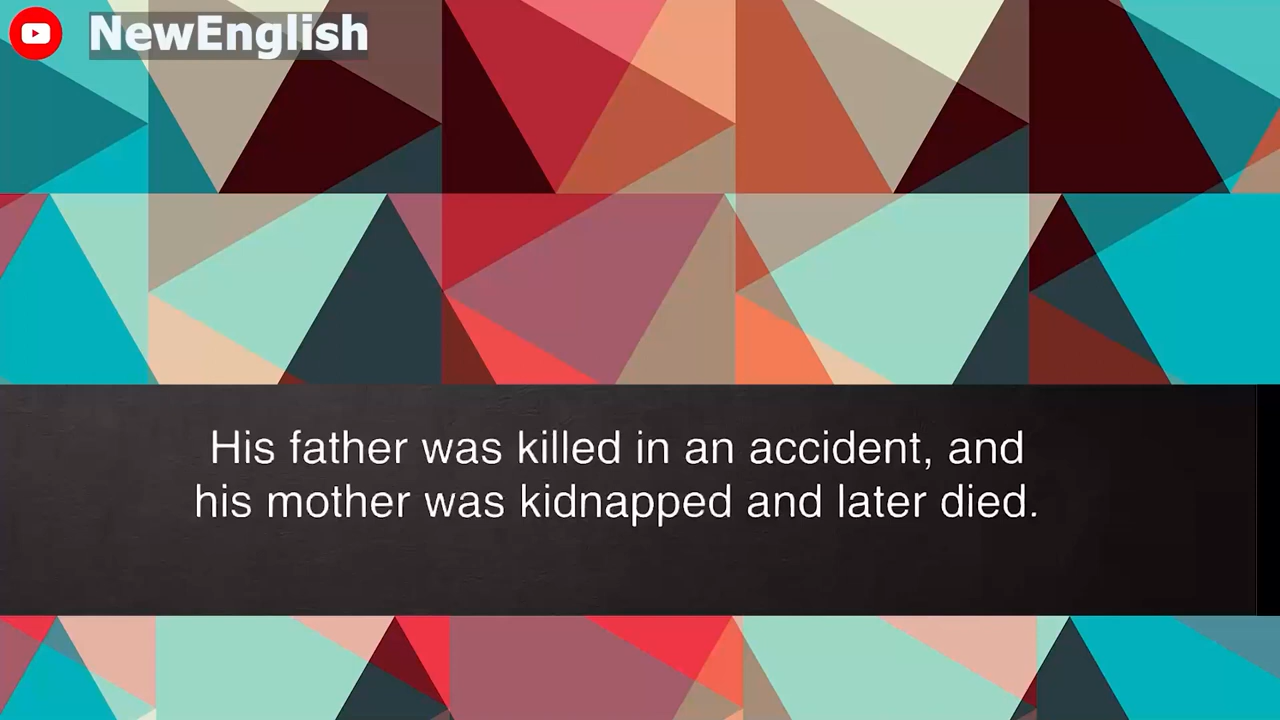 NewEnglish
His father was killed in an accident, and
his mother was kidnapped and later died.